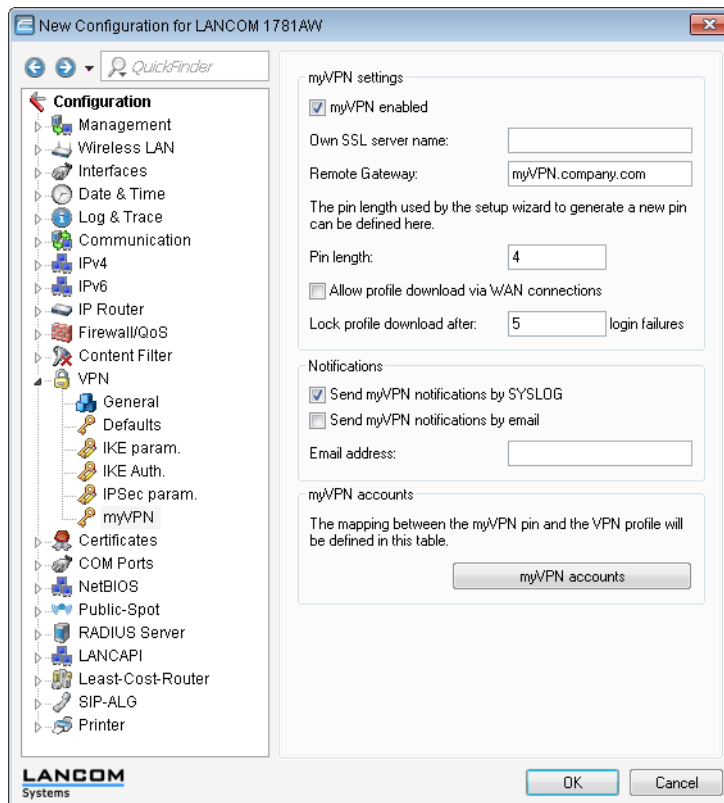 New Configuration for LANCOM 1781AW
QuickFinder
Configuration
Management
Wireless LAN
Interfaces
Date & Time
Log & Trace
Communication
IPv4
IPv6
IP Router
Firewall/QoS
Content Filter
VPN
General
Defaults
IKE param.
IKE Auth.
IPSec param.
myVPN
Certificates
COM Ports
NetBIOS
Public-Spot
RADIUS Server
LANCAPI
Least-Cost-Router
SIP-ALG
Printer
myVPN settings
myVPN enabled
Own SSL server name:
Remote Gateway: myVPN.company.com
The pin length used by the setup wizard to generate a new pin
can be defined here.
Pin length: 4
Allow profile download via WAN connections
Lock profile download after: 5 login failures
Notifications
Send myVPN notifications by SYSLOG
Send myVPN notifications by email
Email address:
myVPN accounts
The mapping between the myVPN pin and the VPN profile will
be defined in this table.
myVPN accounts
LANCOM
Systems
OK
Cancel